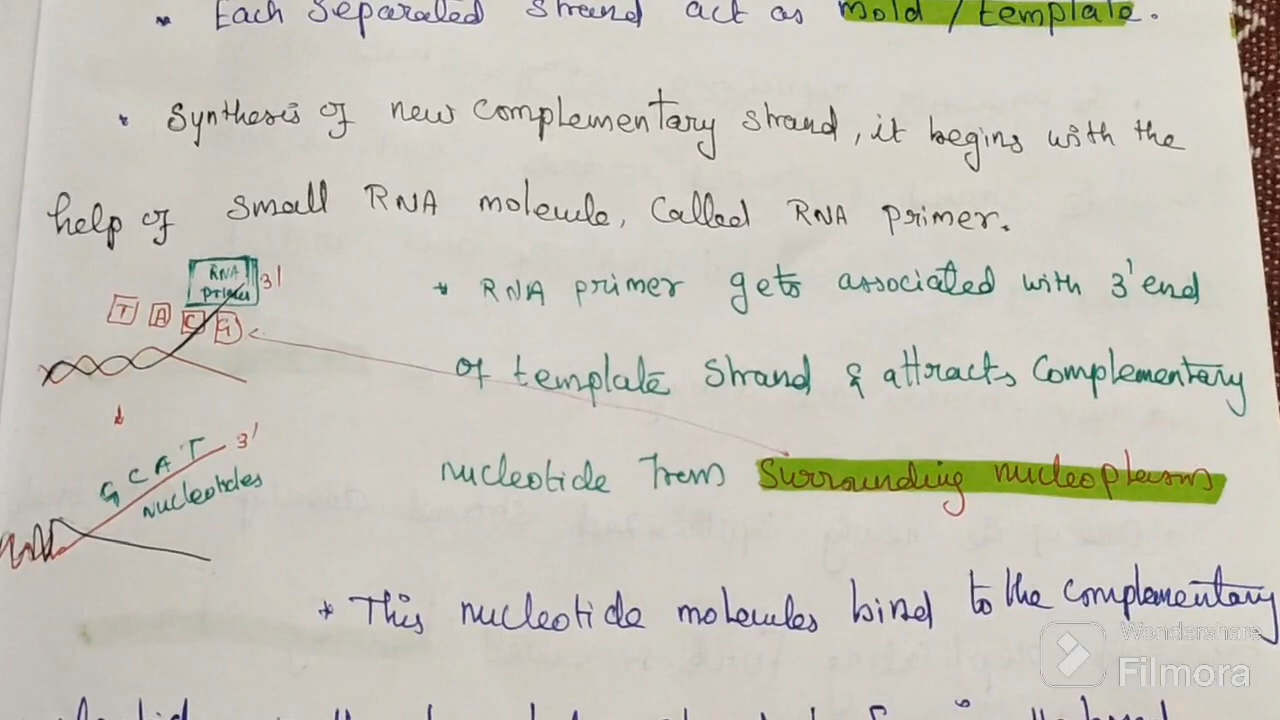 * Each separated strand act as mold / template.
* Synthesis of new complementary strand, it begins with the
help of small RNA molecule, called RNA primer.
RNA
primer
3'
T A C G
* RNA primer gets associated with 3' end
of template strand & attracts complementary
G C A T 3'
nucleotides
nucleotide from surrounding nucleoplasm
* This nucleotide molecules bind to the complementary
Wondershare
Filmora